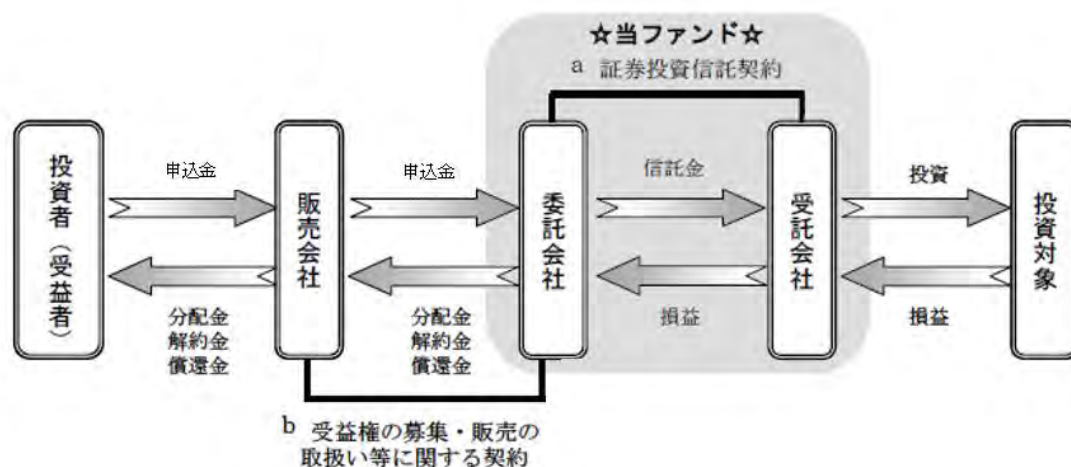 ☆当ファンド☆
a 証券投資信託契約
投資者(受益者)
申込金
販売会社
申込金
委託会社
信託金
受託会社
投資
投資対象
分配金
解約金
償還金
分配金
解約金
償還金
損益
損益
b 受益権の募集・販売の
取扱い等に関する契約